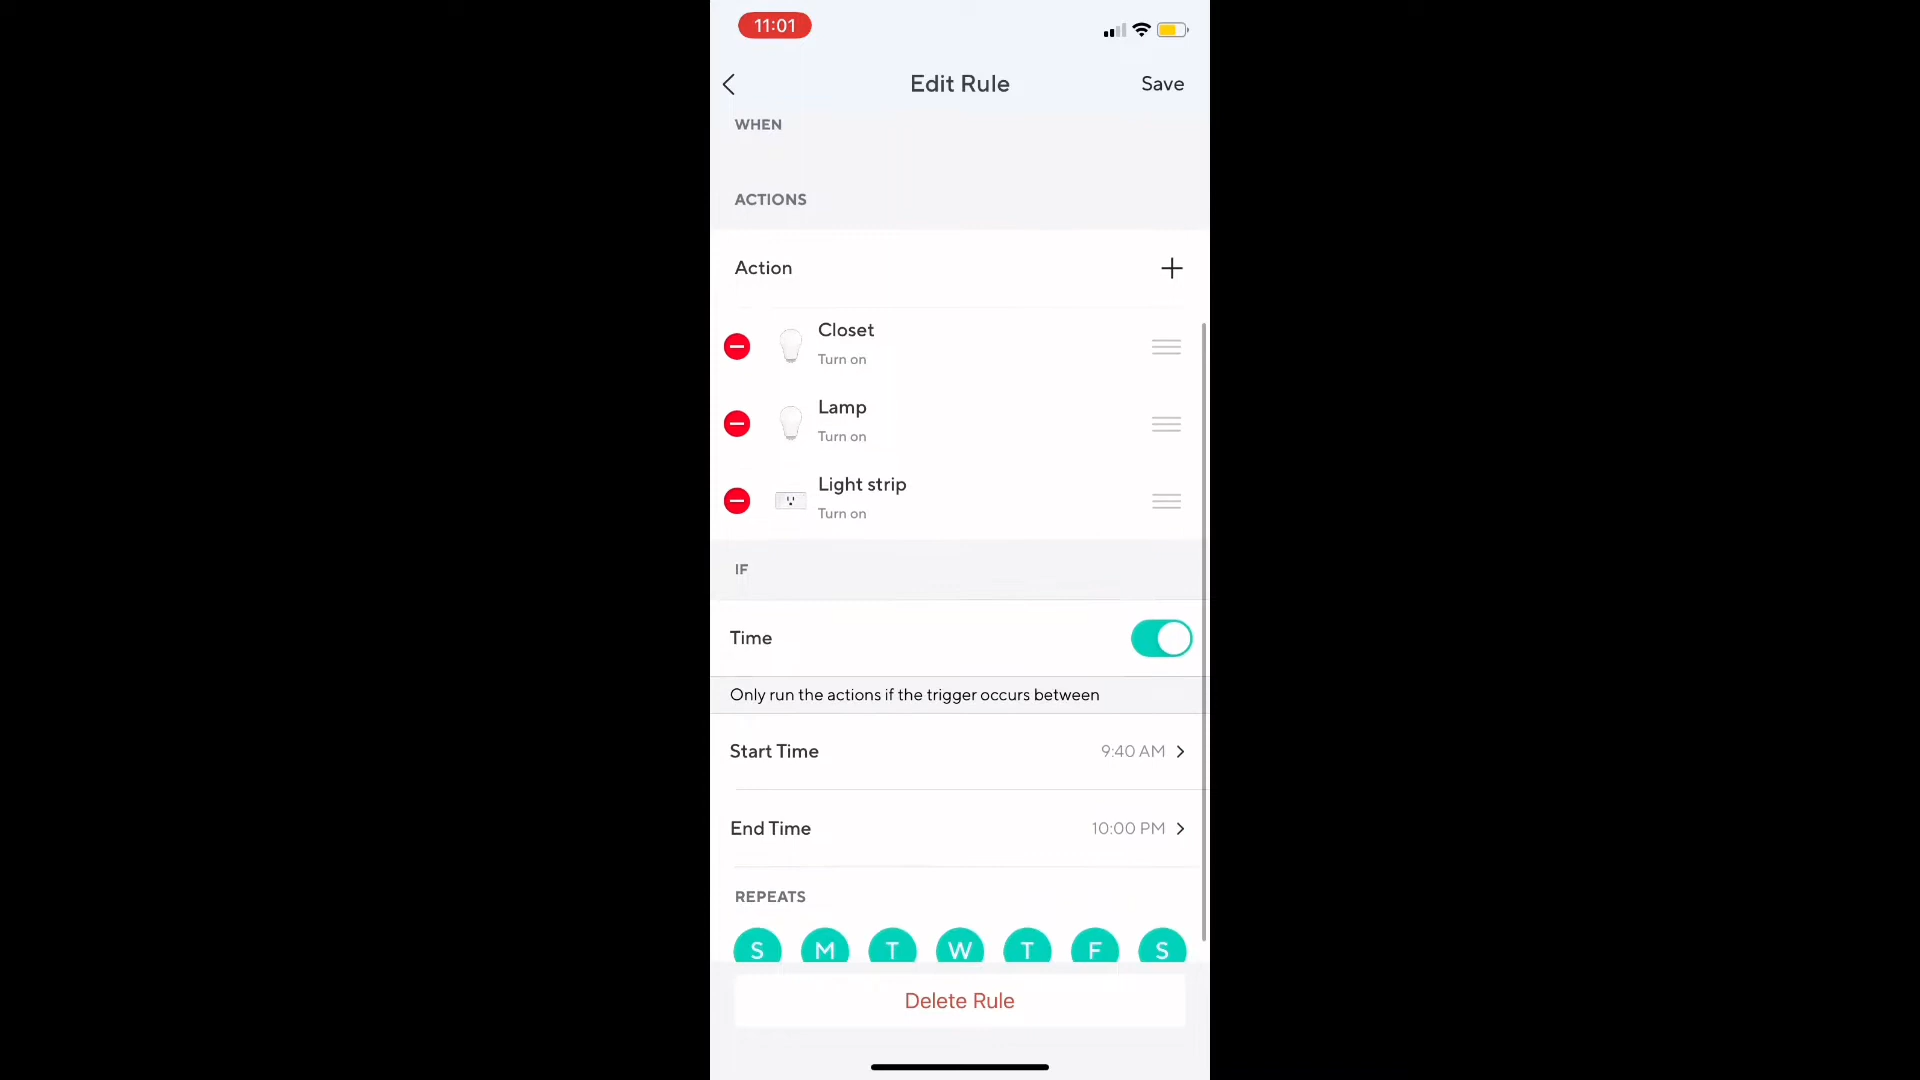 11:01
Edit Rule
Save
WHEN
ACTIONS
Action
Closet
Turn on
Lamp
Turn on
Light strip
Turn on
IF
Time
Only run the actions if the trigger occurs between
Start Time
9:40 AM
End Time
10:00 PM
REPEATS
S M T W T F S
Delete Rule